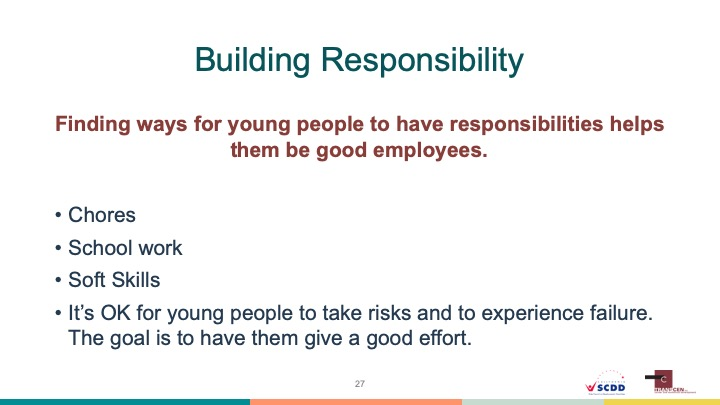 Building Responsibility
Finding ways for young people to have responsibilities helps
them be good employees.
• Chores
• School work
• Soft Skills
• It’s OK for young people to take risks and to experience failure.
The goal is to have them give a good effort.
27
SCDD